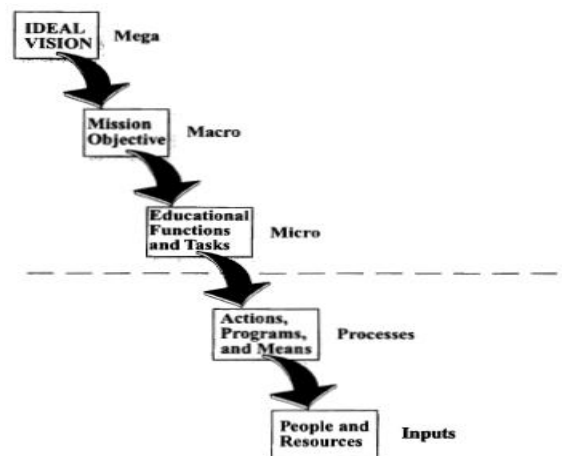 IDEAL
VISION
Mega
Mission
Objective
Macro
Educational
Functions
and Tasks
Micro
Actions,
Programs,
and Means
Processes
People and
Resources
Inputs